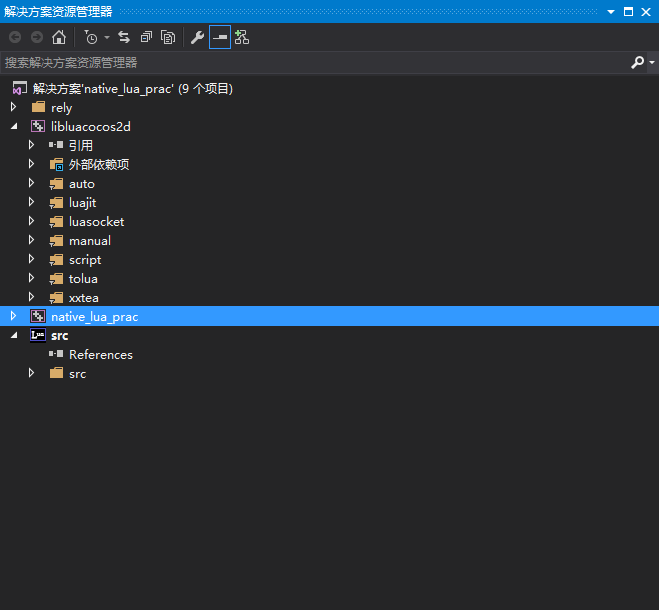 解决方案资源管理器
搜索解决方案资源管理器
解决方案'native_lua_prac' (9 个项目)
rely
libluacocos2d
引用
外部依赖项
auto
luajit
luasocket
manual
script
tolua
xxtea
native_lua_prac
Lua src
References
src